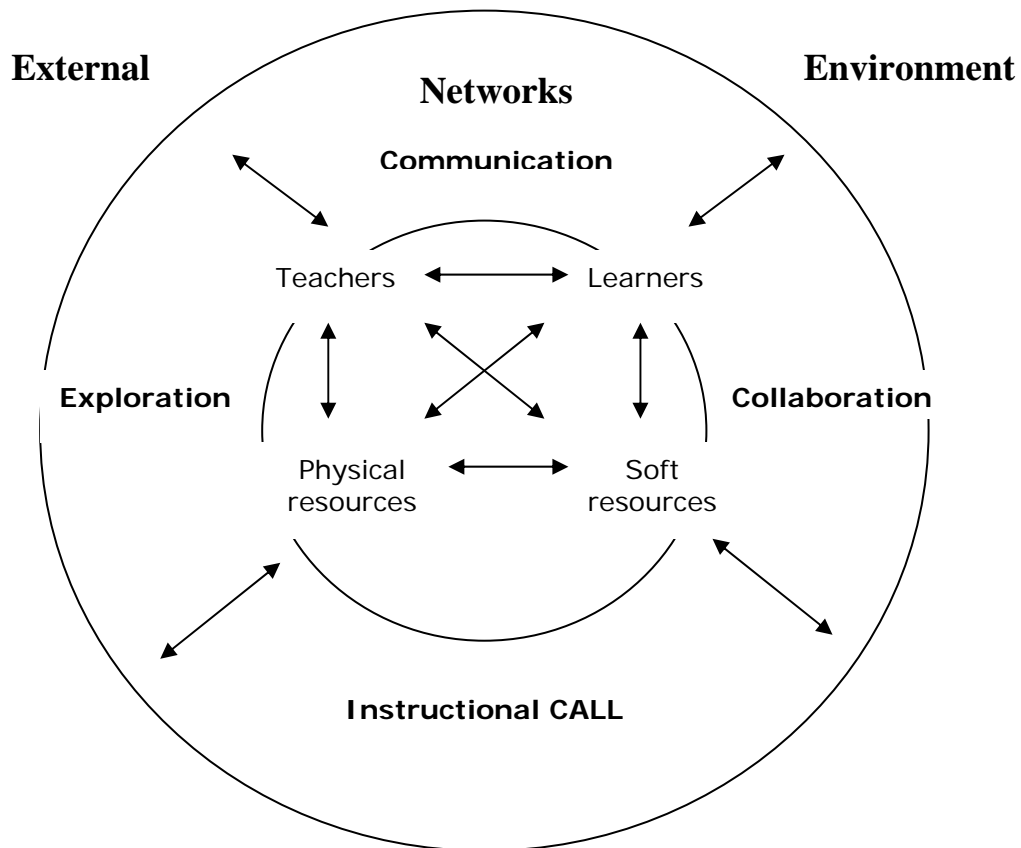 External
Environment
Networks
Communication
Teachers
Learners
Exploration
Collaboration
Physical
resources
Soft
resources
Instructional CALL